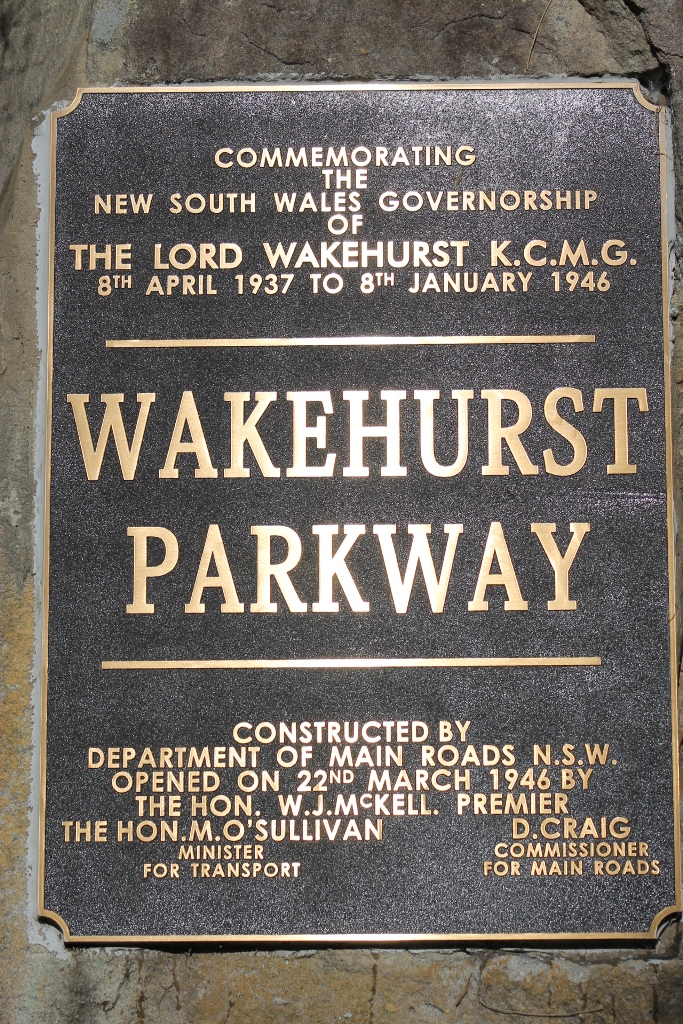 COMMEMORATING
THE
NEW SOUTH WALES GOVERNORSHIP
OF
THE LORD WAKEHURST K.C.M.G.
8TH APRIL 1937 TO 8TH JANUARY 1946
WAKEHURST
PARKWAY
CONSTRUCTED BY
DEPARTMENT OF MAIN ROADS N.S.W.
OPENED ON 22ND MARCH 1946 BY
THE HON. W.J.McKELL. PREMIER
THE HON.M.O'SULLIVAN D.CRAIG
MINISTER COMMISSIONER
FOR TRANSPORT FOR MAIN ROADS